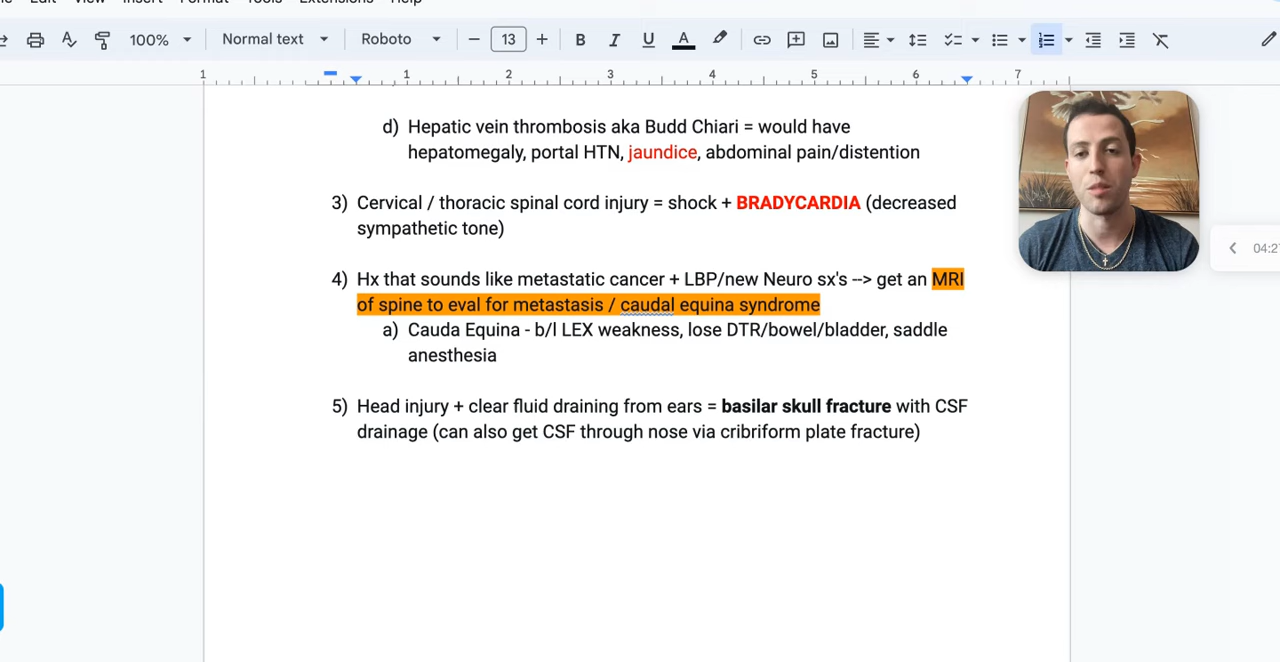 100%
Normal text
Roboto
13
B
I
U
A
1
1
2
3
4
5
6
7
d) Hepatic vein thrombosis aka Budd Chiari = would have
hepatomegaly, portal HTN, jaundice, abdominal pain/distention
3) Cervical / thoracic spinal cord injury = shock + BRADYCARDIA (decreased
sympathetic tone)
4) Hx that sounds like metastatic cancer + LBP/new Neuro sx's --> get an MRI
of spine to eval for metastasis / caudal equina syndrome
a) Cauda Equina - b/l LEX weakness, lose DTR/bowel/bladder, saddle
anesthesia
5) Head injury + clear fluid draining from ears = basilar skull fracture with CSF
drainage (can also get CSF through nose via cribriform plate fracture)